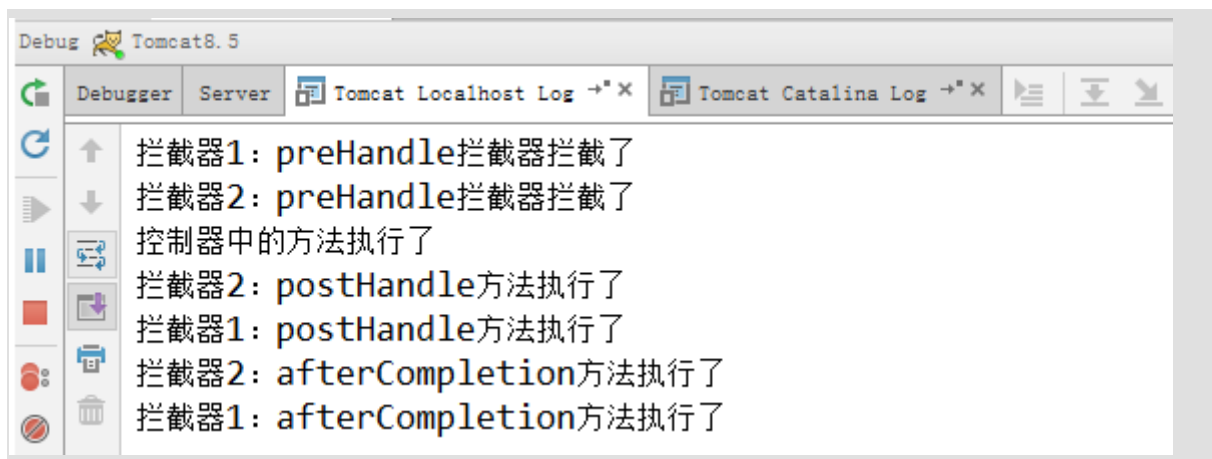 Debug Tomcat8.5
Debugger Server Tomcat Localhost Log Tomcat Catalina Log
拦截器1：preHandle拦截器拦截了
拦截器2：preHandle拦截器拦截了
控制器中的方法执行了
拦截器2：postHandle方法执行了
拦截器1：postHandle方法执行了
拦截器2：afterCompletion方法执行了
拦截器1：afterCompletion方法执行了